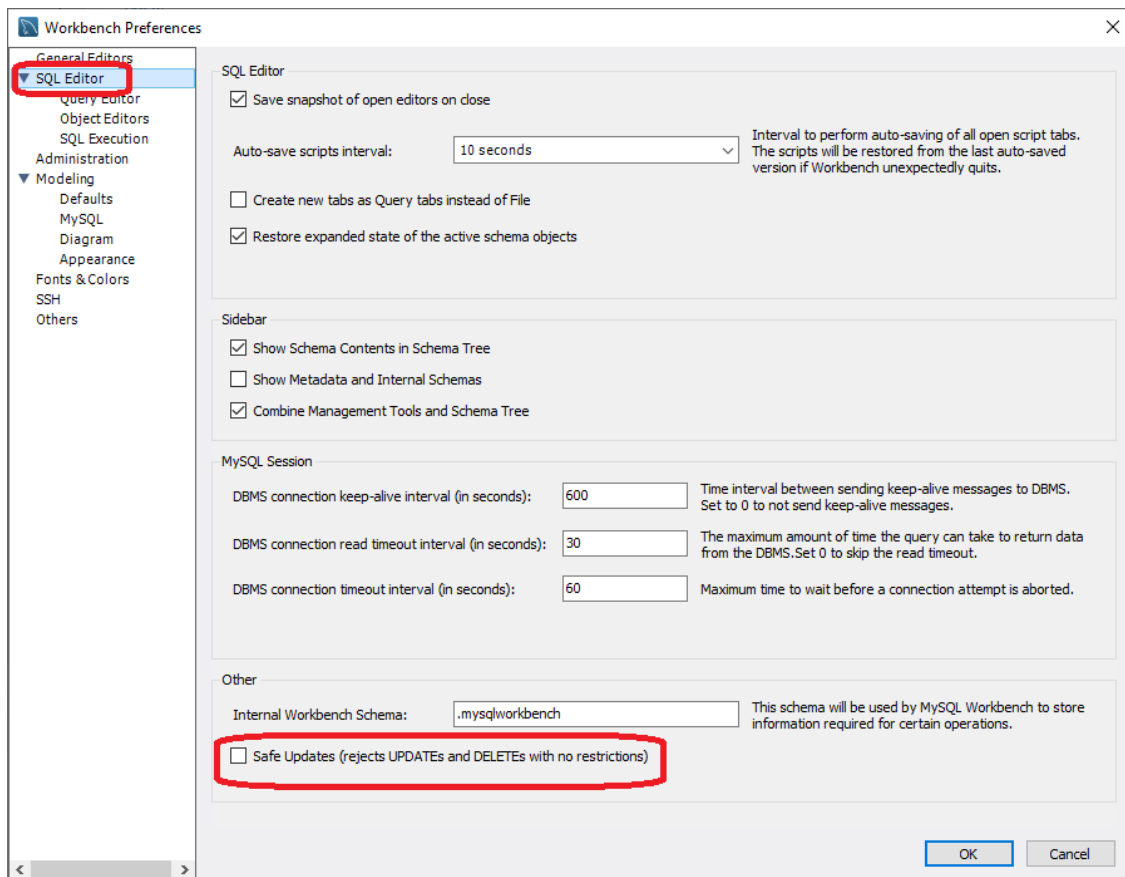 Workbench Preferences
General Editors
SQL Editor
Query Editor
Object Editors
SQL Execution
Administration
Modeling
Defaults
MySQL
Diagram
Appearance
Fonts & Colors
SSH
Others
SQL Editor
Save snapshot of open editors on close
Auto-save scripts interval:
10 seconds
Interval to perform auto-saving of all open script tabs.
The scripts will be restored from the last auto-saved
version if Workbench unexpectedly quits.
Create new tabs as Query tabs instead of File
Restore expanded state of the active schema objects
Sidebar
Show Schema Contents in Schema Tree
Show Metadata and Internal Schemas
Combine Management Tools and Schema Tree
MySQL Session
DBMS connection keep-alive interval (in seconds):
600
Time interval between sending keep-alive messages to DBMS.
Set to 0 to not send keep-alive messages.
DBMS connection read timeout interval (in seconds):
30
The maximum amount of time the query can take to return data
from the DBMS.Set 0 to skip the read timeout.
DBMS connection timeout interval (in seconds):
60
Maximum time to wait before a connection attempt is aborted.
Other
Internal Workbench Schema:
.mysqlworkbench
This schema will be used by MySQL Workbench to store
information required for certain operations.
Safe Updates (rejects UPDATEs and DELETEs with no restrictions)
OK
Cancel